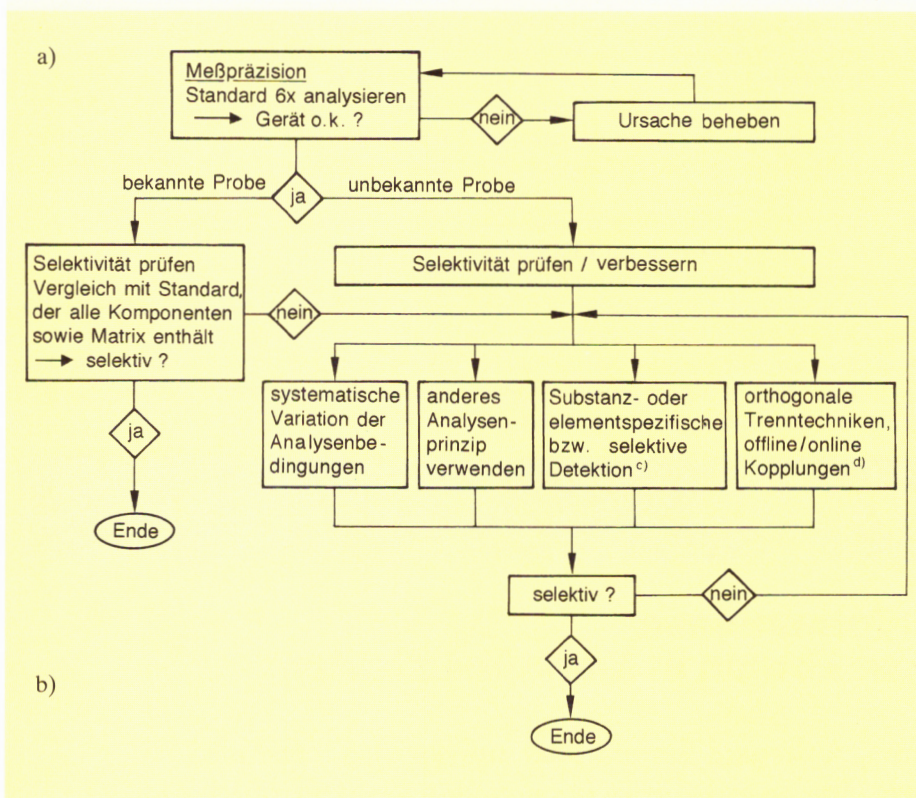 a)
Meßpräzision
Standard 6x analysieren
→ Gerät o.k. ?
nein
Ursache beheben
bekannte Probe
ja
unbekannte Probe
Selektivität prüfen
Vergleich mit Standard,
der alle Komponenten
sowie Matrix enthält
→ selektiv ?
nein
Selektivität prüfen / verbessern
ja
Ende
systematische
Variation der
Analysenbe-
dingungen
anderes
Analysen-
prinzip
verwenden
Substanz- oder
elementspezifische
bzw. selektive
Detektion c)
orthogonale
Trenntechniken,
offline/online
Kopplungen d)
selektiv ?
nein
ja
b)
Ende